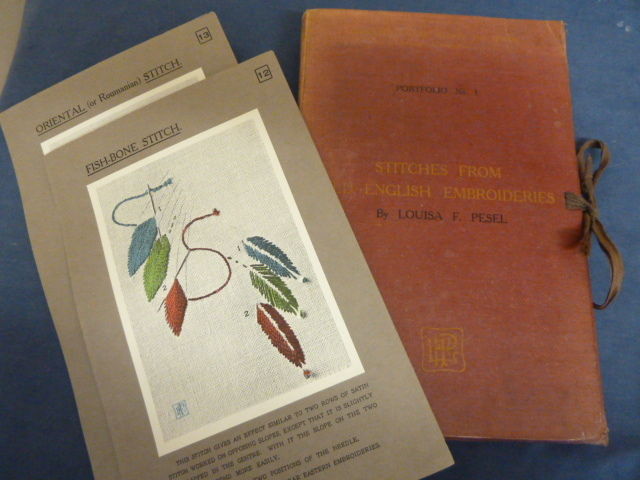 13
ORIENTAL (or Roumanian) STITCH.
12
FISH-BONE STITCH.
2
2
THIS STITCH GIVES AN EFFECT SIMILAR TO TWO ROWS OF SATIN
STITCH WORKED ON OPPOSING SLOPES, EXCEPT THAT IT IS SLIGHTLY
IN THE CENTRE. WITH IT THE SLOPE ON THE TWO
MORE EASILY.
TWO POSITIONS OF THE NEEDLE.
EASTERN EMBROIDERIES.
PORTFOLIO No 1
STITCHES FROM
ENGLISH EMBROIDERIES
By LOUISA F. PESEL